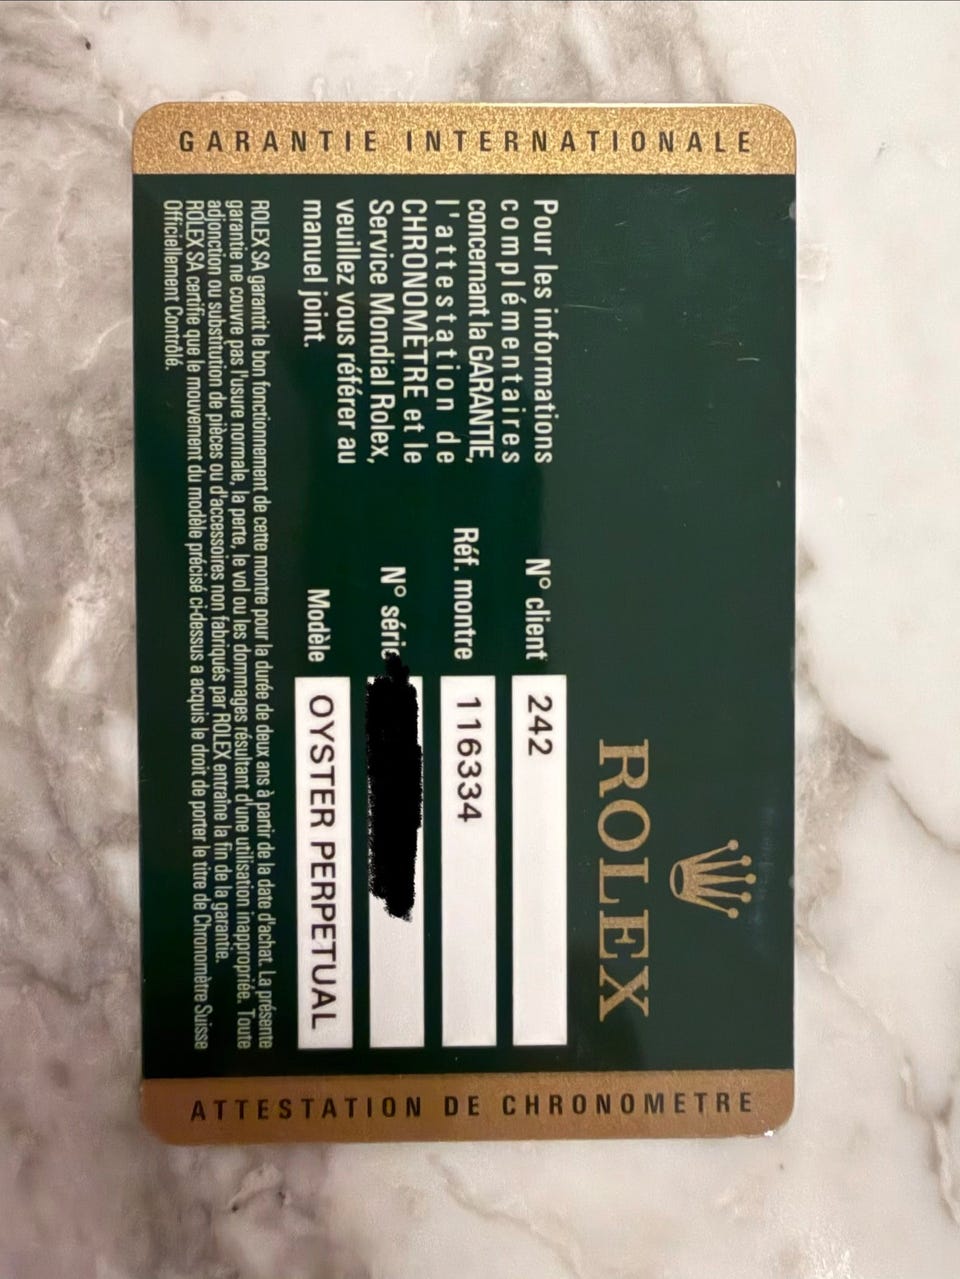 GARANTIE INTERNATIONALE
ROLEX
Pour les informations
complémentaires
concernant la GARANTIE,
l'attestation de
CHRONOMÈTRE et le
Service Mondial Rolex,
veuillez vous référer au
manuel joint.
N° client 242
Réf. montre 116334
N° série
Modèle OYSTER PERPETUAL
ROLEX SA garantit le bon fonctionnement de cette montre pour la durée de deux ans à partir de la date d'achat. La présente
garantie ne couvre pas l'usure normale, la perte, le vol ou les dommages résultant d'une utilisation inappropriée. Toute
adjonction ou substitution de pièces ou d'accessoires non fabriqués par ROLEX entraîne la fin de la garantie.
ROLEX SA certifie que le mouvement du modèle précisé ci-dessus a acquis le droit de porter le titre de Chronomètre Suisse
Officiellement Contrôlé.
ATTESTATION DE CHRONOMETRE